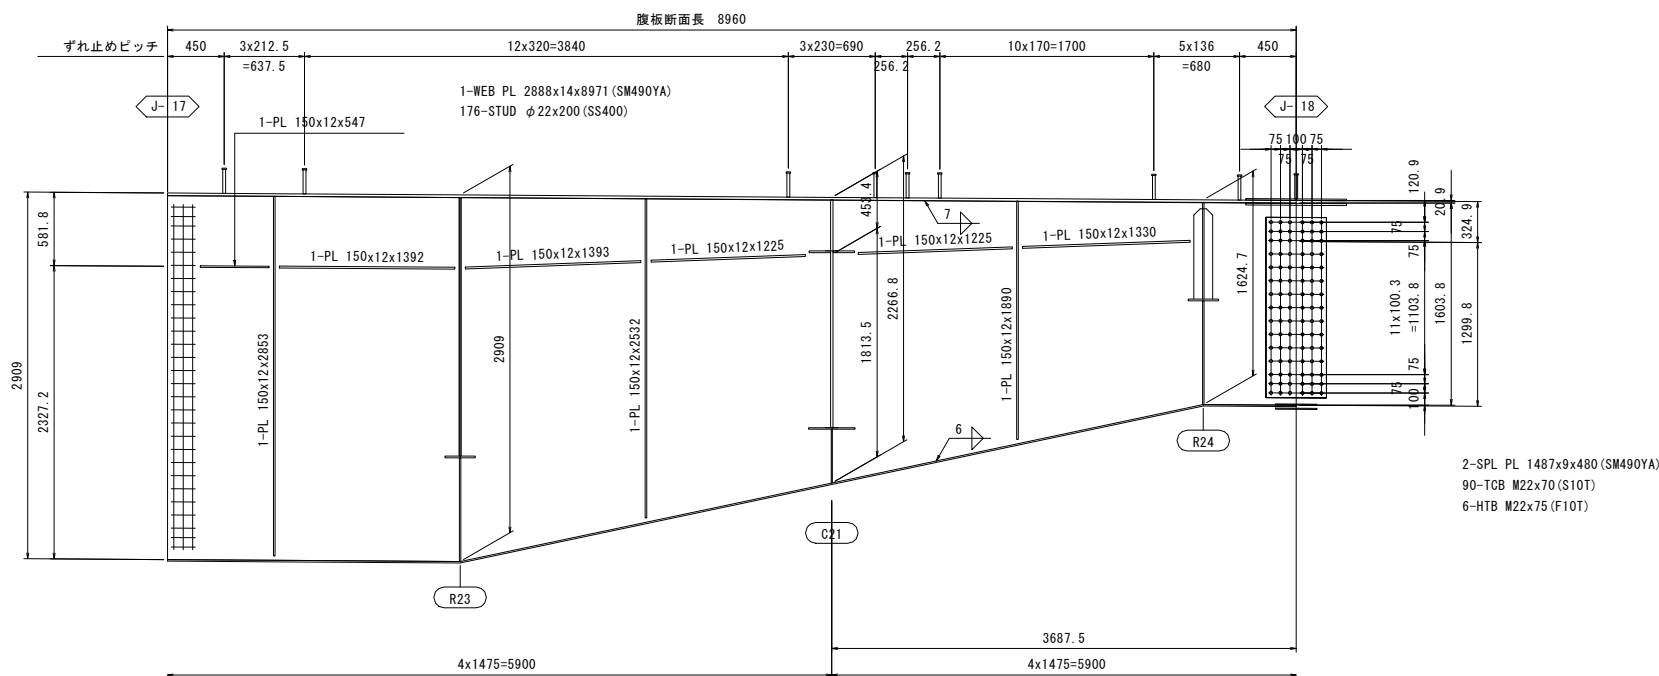 腹板断面長 8960
ずれ止めピッチ 450 3x212.5 12x320=3840 3x230=690 256.2 10x170=1700 5x136 450
=637.5 256.2 =680
1-WEB PL 2888x14x8971(SM490YA)
176-STUD φ22x200(SS400)
J- 17
J- 18
1-PL 150x12x547
75 100 75
75 75
120.9
20.9
324.9
581.8
453.4
7
75
75
1-PL 150x12x1392
1-PL 150x12x1393
1-PL 150x12x1225
1-PL 150x12x1225
1-PL 150x12x1330
2909
2327.2
1-PL 150x12x2853
2909
1-PL 150x12x2532
1813.5
2266.8
1-PL 150x12x1890
1624.7
11x100.3
=1103.8
1603.8
1299.8
75
75
100
6
R24
C21
R23
2-SPL PL 1487x9x480(SM490YA)
90-TCB M22x70(S10T)
6-HTB M22x75(F10T)
3687.5
4x1475=5900 4x1475=5900